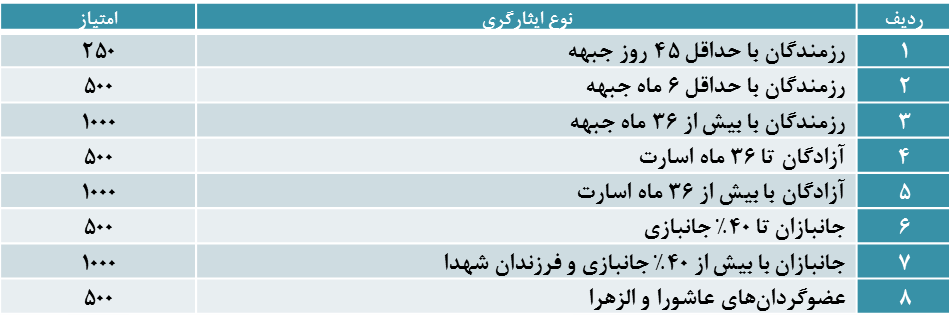 ردیف نوع ایثارگری امتیاز
۱ رزمندگان با حداقل ۴۵ روز جبهه ۲۵۰
۲ رزمندگان با حداقل ۶ ماه جبهه ۵۰۰
۳ رزمندگان با بیش از ۳۶ ماه جبهه ۱۰۰۰
۴ آزادگان تا ۳۶ ماه اسارت ۵۰۰
۵ آزادگان با بیش از ۳۶ ماه اسارت ۱۰۰۰
۶ جانبازان تا ۴۰٪ جانبازی ۵۰۰
۷ جانبازان با بیش از ۴۰٪ جانبازی و فرزندان شهدا ۱۰۰۰
۸ عضوگردان‌های عاشورا و الزهرا ۵۰۰